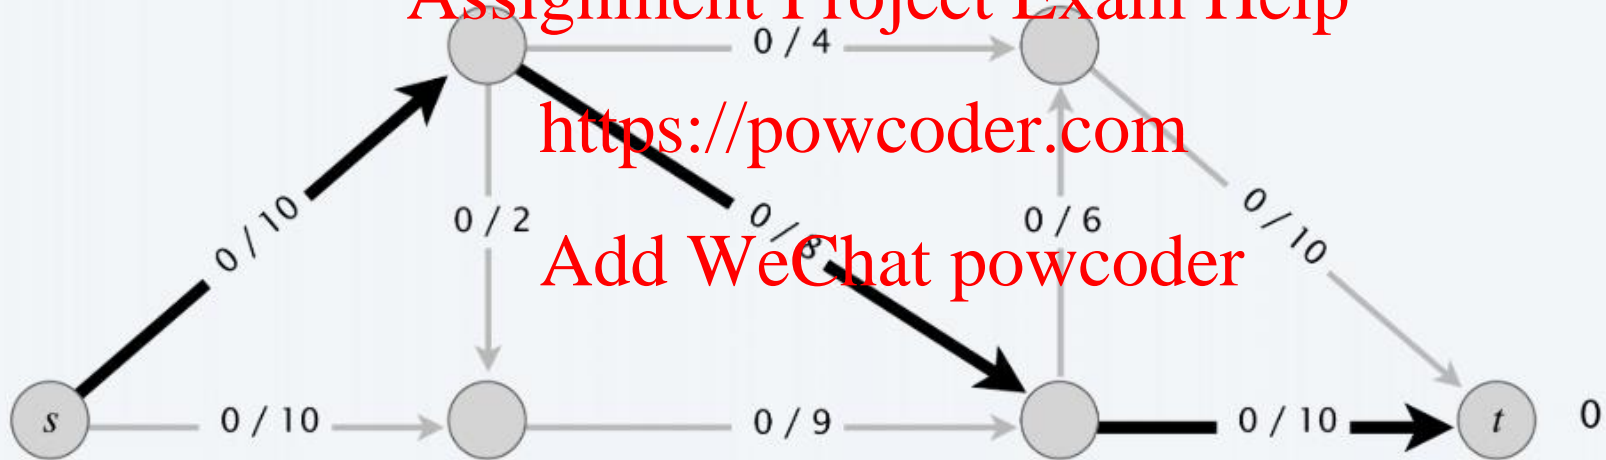 Assignment Project Exam Help
0 / 4
https://powcoder.com
0 / 10
0 / 2
0 / 8
0 / 6
0 / 10
Add WeChat powcoder
s
0 / 10
0 / 9
0 / 10
t
0